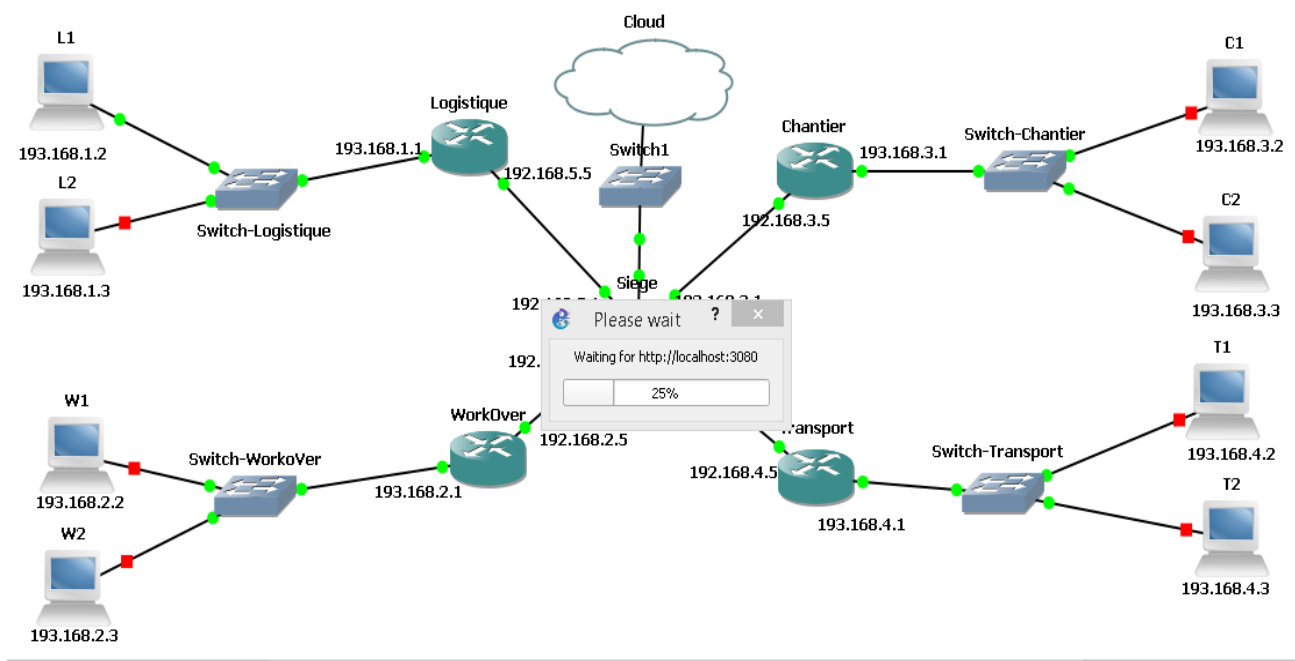 Cloud
L1
C1
Logistique
Chantier
Switch-Chantier
193.168.1.1
Switch1
193.168.3.1
193.168.3.2
193.168.1.2
192.168.5.5
L2
C2
192.168.3.5
Switch-Logistique
Siege
193.168.1.3
192
193.168.3.3
Please wait
?
x
Waiting for http://localhost:3080
25%
192.
T1
W1
WorkOver
192.168.2.5
Transport
Switch-WorkoVer
Switch-Transport
193.168.4.2
192.168.4.5
193.168.2.1
193.168.2.2
T2
193.168.4.1
W2
193.168.4.3
193.168.2.3